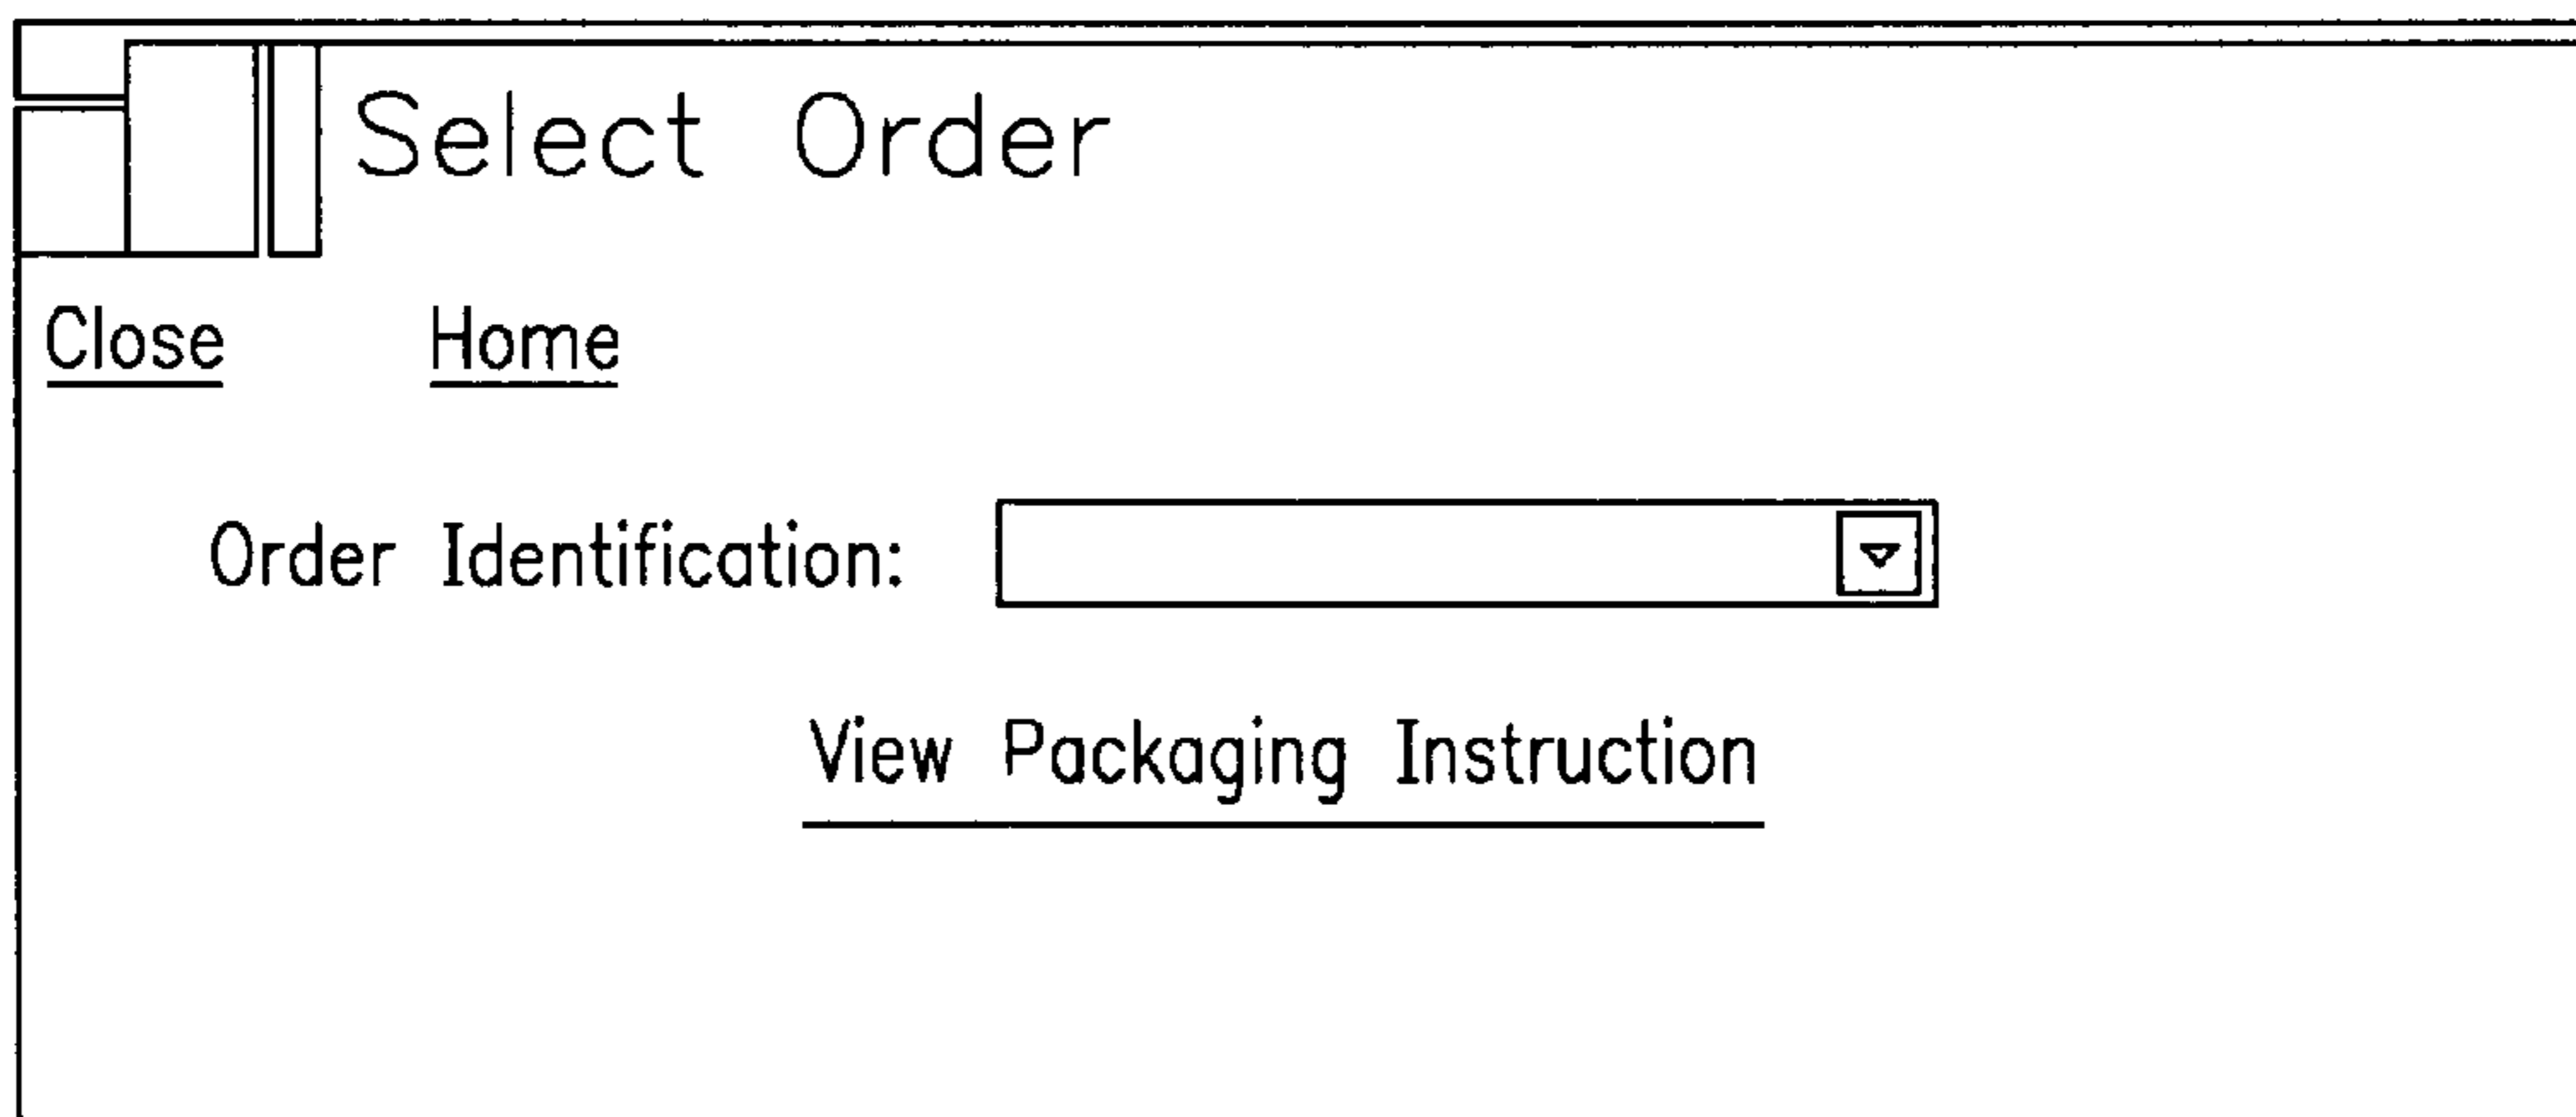 Select Order
Close Home
Order Identification:
View Packaging Instruction